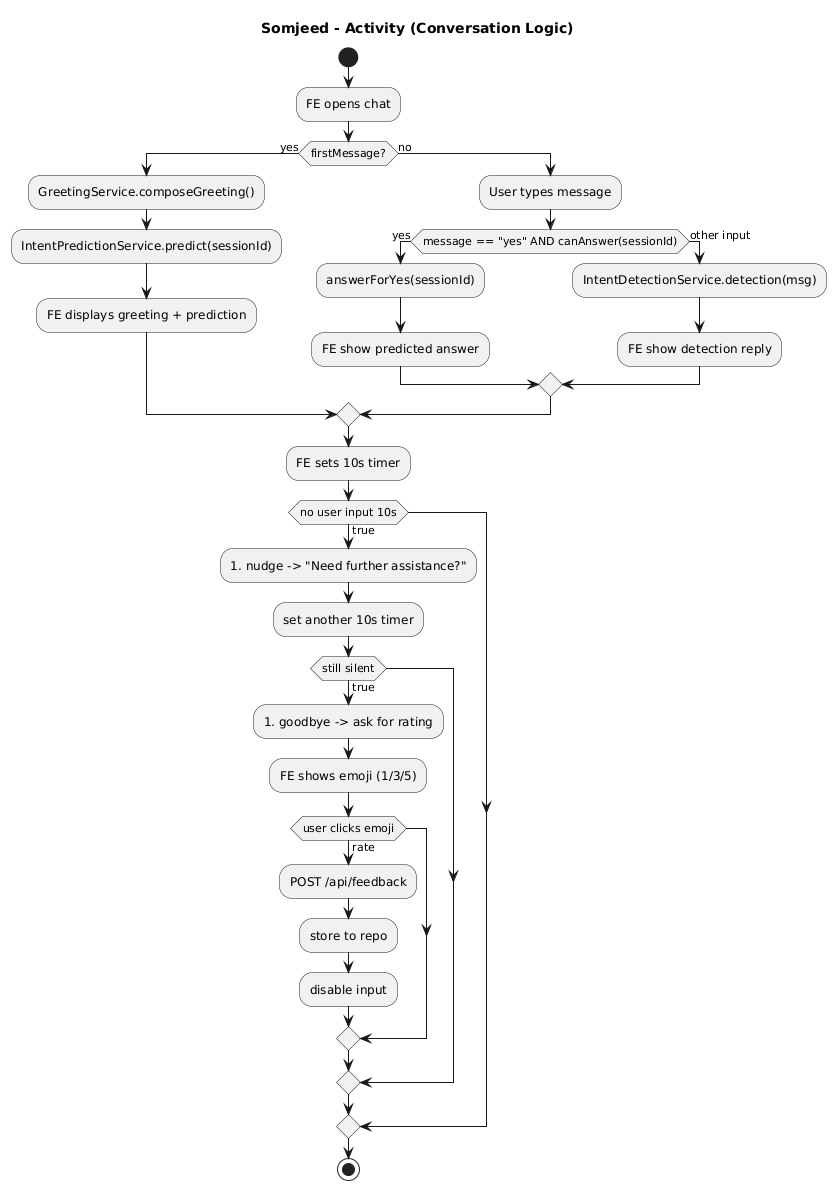 Somjeed - Activity (Conversation Logic)
FE opens chat
firstMessage?
yes
no
GreetingService.composeGreeting()
IntentPredictionService.predict(sessionId)
FE displays greeting + prediction
User types message
message == "yes" AND canAnswer(sessionId)
yes
other input
answerForYes(sessionId)
FE show predicted answer
IntentDetectionService.detection(msg)
FE show detection reply
FE sets 10s timer
no user input 10s
true
1. nudge -> "Need further assistance?"
set another 10s timer
still silent
true
1. goodbye -> ask for rating
FE shows emoji (1/3/5)
user clicks emoji
rate
POST /api/feedback
store to repo
disable input